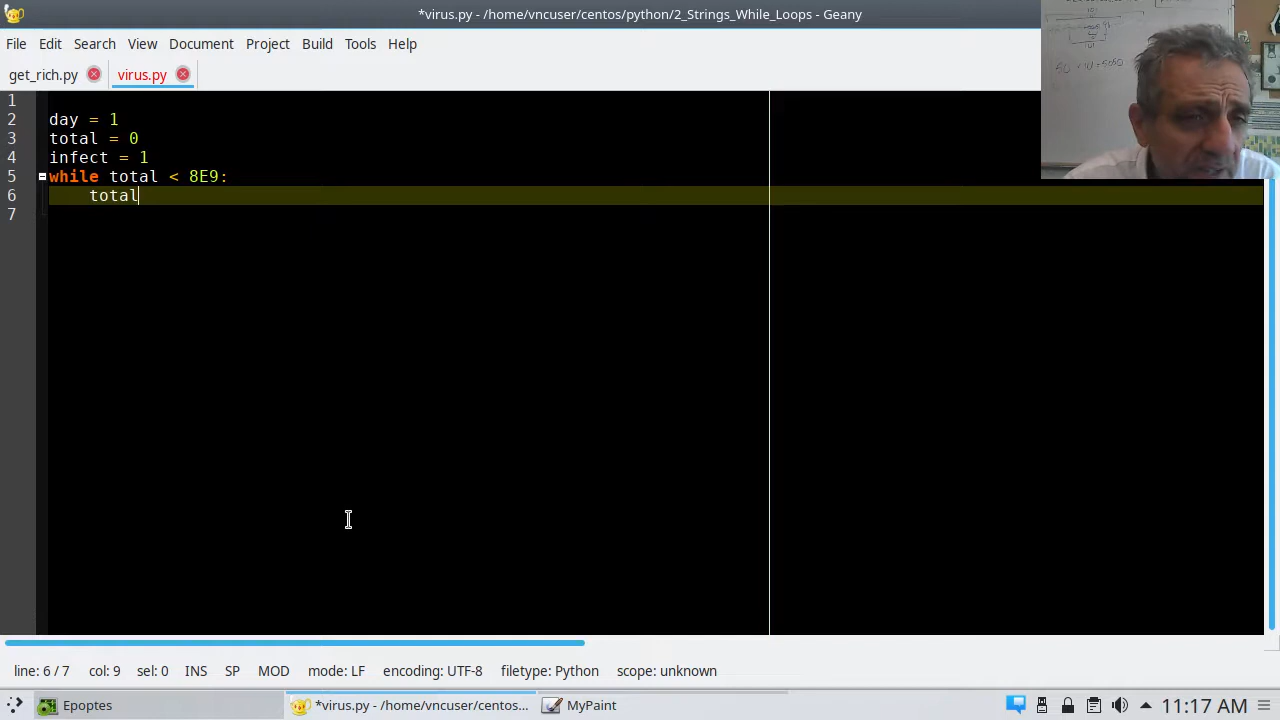 *virus.py - /home/vncuser/centos/python/2_Strings_While_Loops - Geany
File Edit Search View Document Project Build Tools Help
get_rich.py virus.py
1
2 day = 1
3 total = 0
4 infect = 1
5 while total < 8E9:
6 total
7
line: 6 / 7 col: 9 sel: 0 INS SP MOD mode: LF encoding: UTF-8 filetype: Python scope: unknown
Epoptes *virus.py - /home/vncuser/centos... MyPaint 11:17 AM